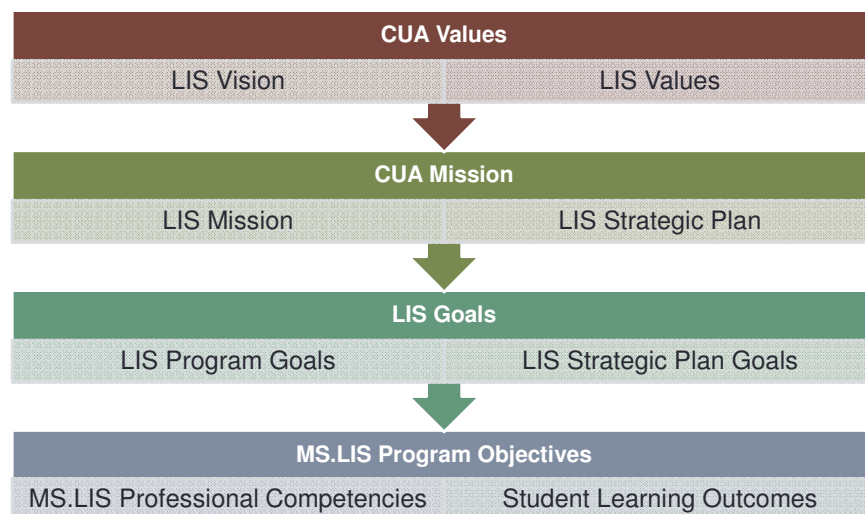 CUA Values
LIS Vision LIS Values
CUA Mission
LIS Mission LIS Strategic Plan
LIS Goals
LIS Program Goals LIS Strategic Plan Goals
MS.LIS Program Objectives
MS.LIS Professional Competencies Student Learning Outcomes